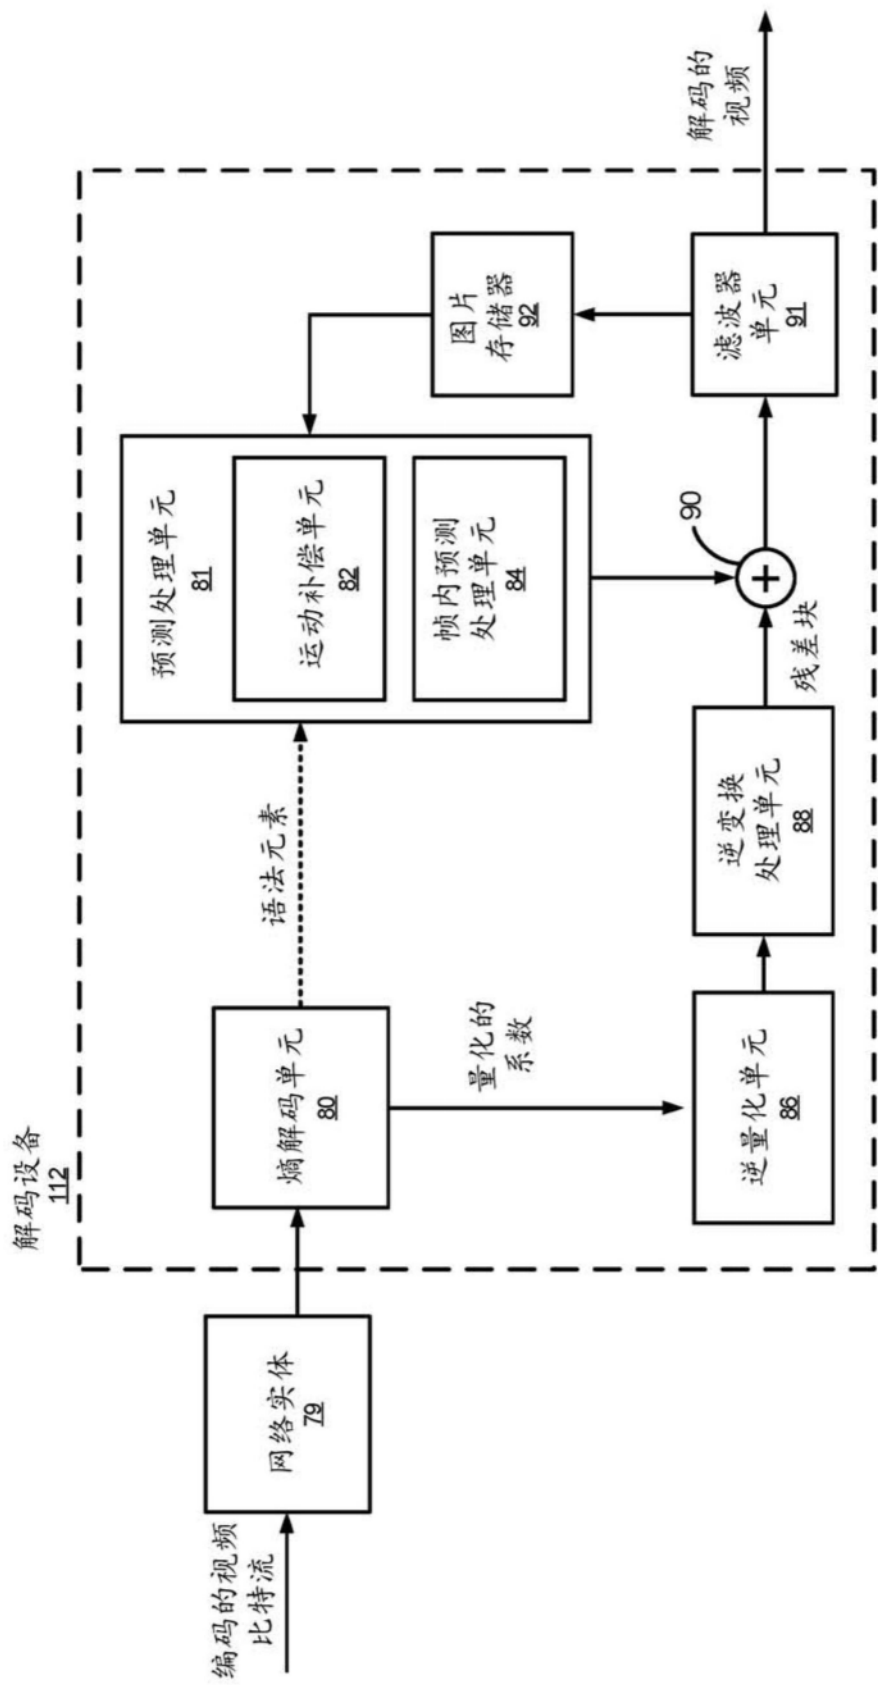 解码设备
112
编码的视频
比特流
网络实体
79
熵解码单元
80
语法元素
量化的
系数
预测处理单元
81
运动补偿单元
82
帧内预测
处理单元
84
逆量化单元
86
逆变换
处理单元
88
残差块
90
图片
存储器
92
滤波器
单元
91
解码的
视频